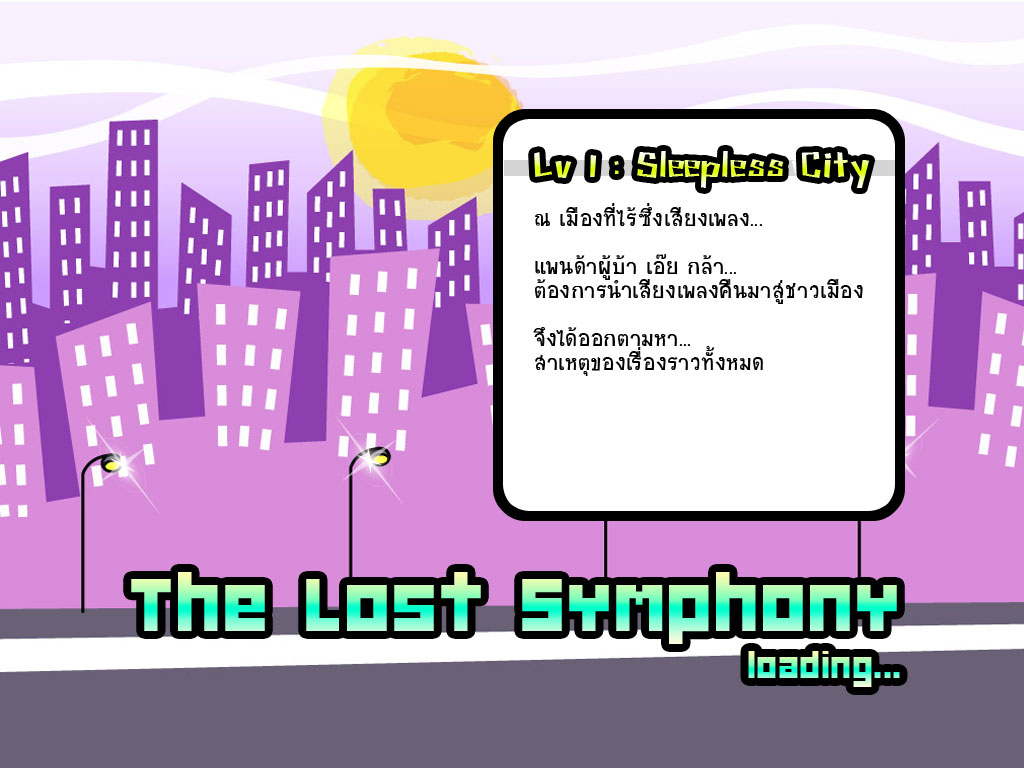 Lv 1 : Sleepless City
ณ เมืองที่ไร้ซึ่งเสียงเพลง...
แพนด้าผู้บ้า เอ๊ย กล้า...
ต้องการนำเสียงเพลงคืนมาสู่ชาวเมือง
จึงได้ออกตามหา...
สาเหตุของเรื่องราวทั้งหมด
The Lost Symphony
loading...